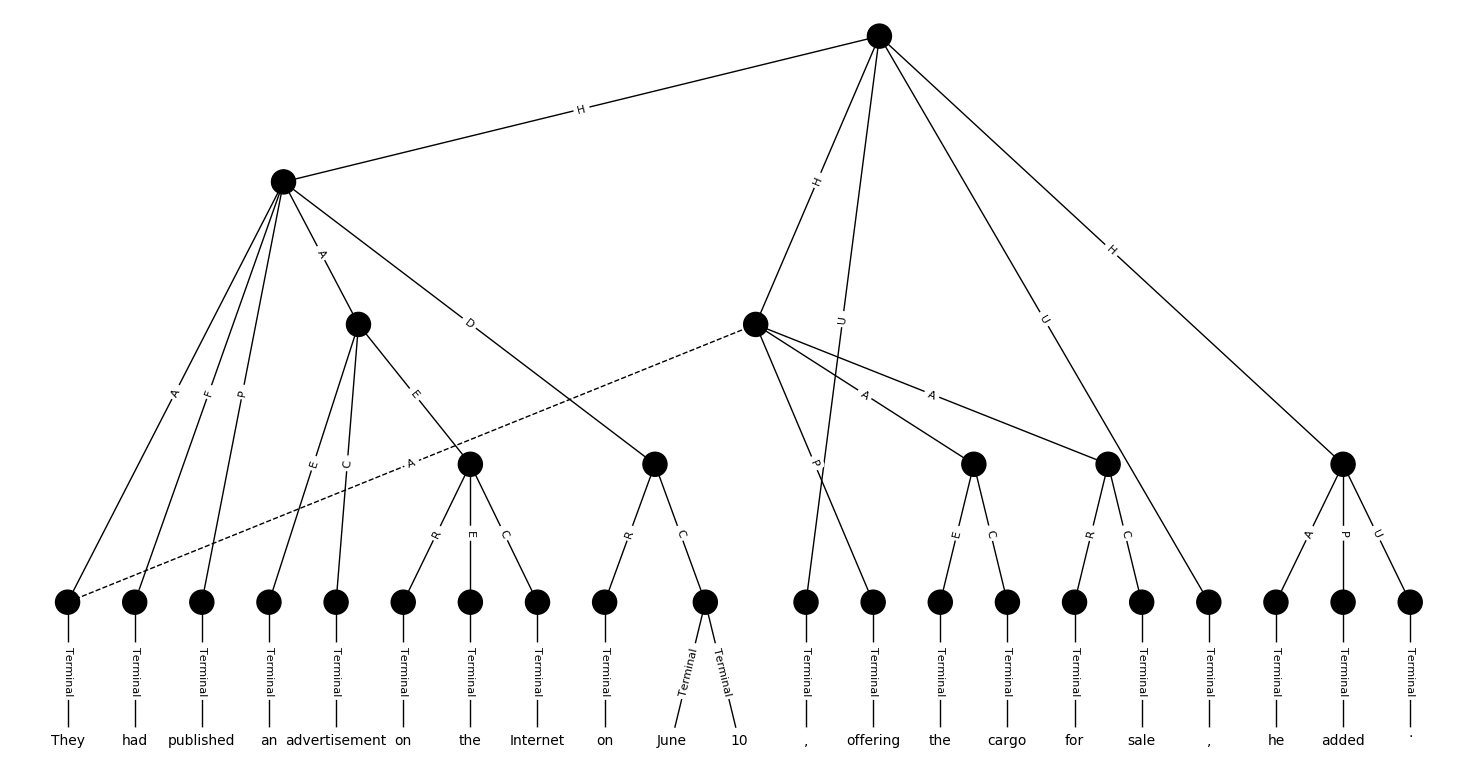 H
H
A
U
H
D
U
A
F
P
E
A
A
E
C
A
P
R
E
C
R
C
E
C
R
C
A
P
U
Terminal Terminal Terminal Terminal Terminal Terminal Terminal Terminal Terminal Terminal Terminal Terminal Terminal Terminal Terminal Terminal Terminal Terminal Terminal Terminal Terminal
They had published an advertisement on the Internet on June 10 , offering the cargo for sale , he added .